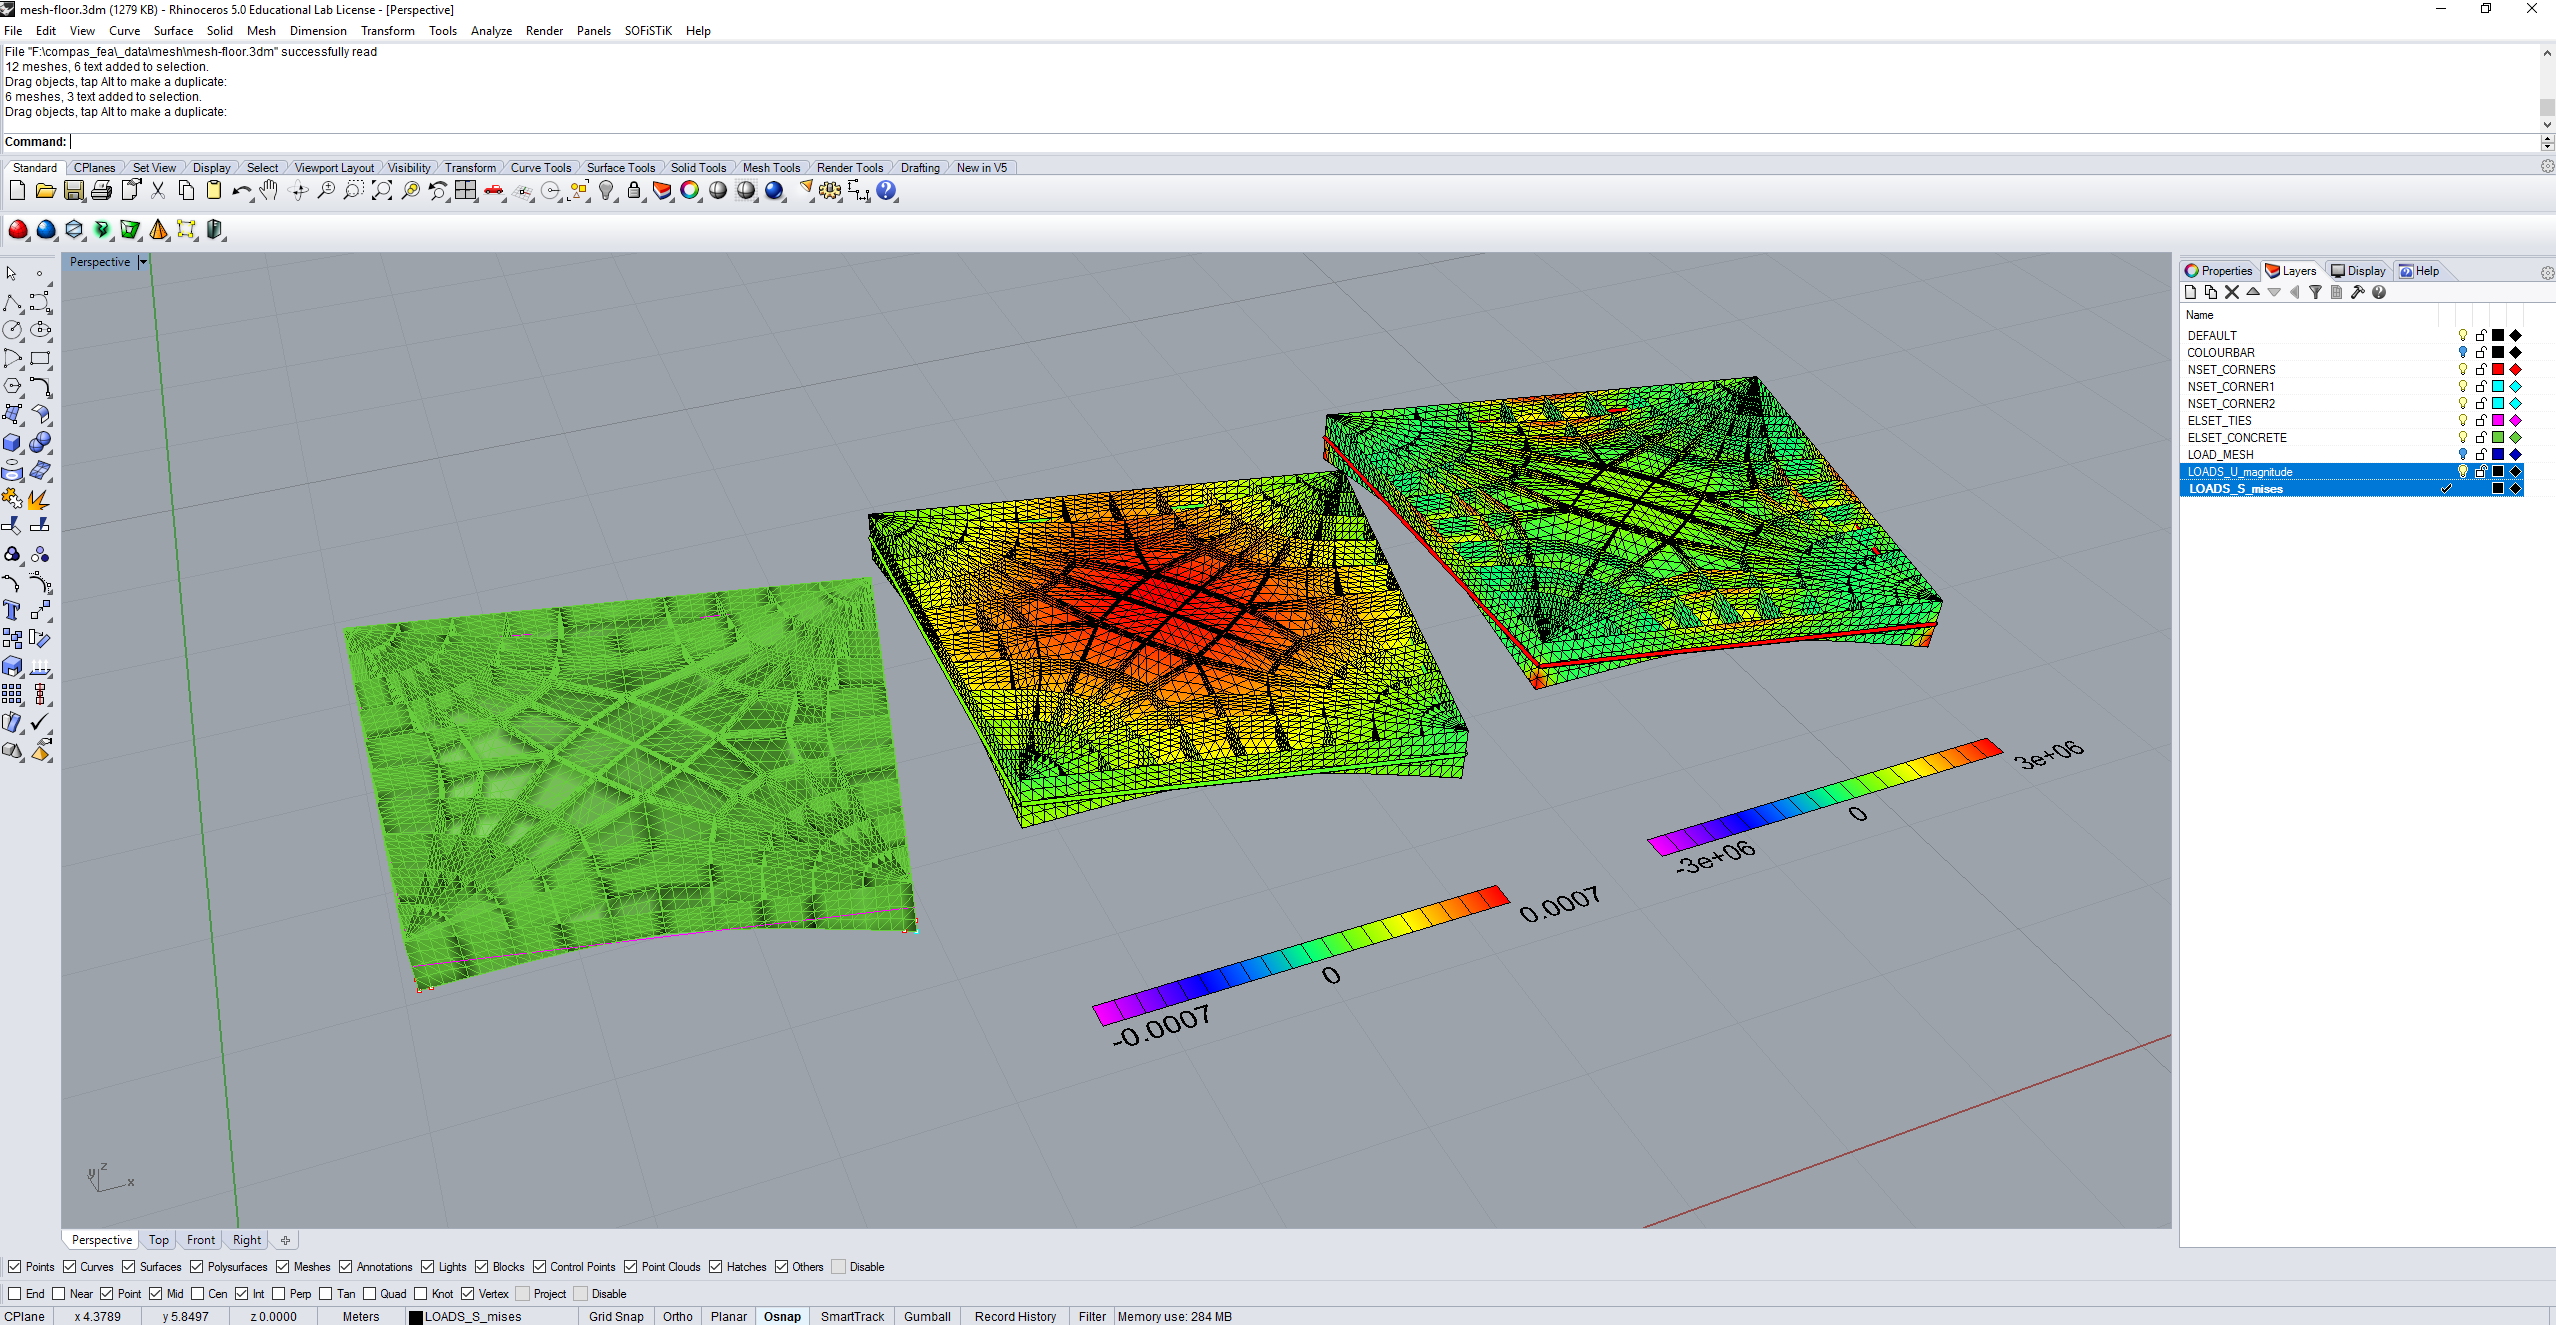 mesh-floor.3dm (1279 KB) - Rhinoceros 5.0 Educational Lab License - [Perspective]
File Edit View Curve Surface Solid Mesh Dimension Transform Tools Analyze Render Panels SOFiSTiK Help
File "F:\compas_fea\_data\mesh\mesh-floor.3dm" successfully read
12 meshes, 6 text added to selection.
Drag objects, tap Alt to make a duplicate:
6 meshes, 3 text added to selection.
Drag objects, tap Alt to make a duplicate:
Command:
Standard CPlanes Set View Display Select Viewport Layout Visibility Transform Curve Tools Surface Tools Solid Tools Mesh Tools Render Tools Drafting New in V5
Perspective
Properties Layers Display Help
Name
DEFAULT
COLOURBAR
NSET_CORNERS
NSET_CORNER1
NSET_CORNER2
ELSET_TIES
ELSET_CONCRETE
LOAD_MESH
LOADS_U_magnitude
LOADS_S_mises
3e+06
0
-3e+06
0.0007
0
-0.0007
y z x
Perspective Top Front Right
Points Curves Surfaces Polysurfaces Meshes Annotations Lights Blocks Control Points Point Clouds Hatches Others Disable
End Near Point Mid Cen Int Perp Tan Quad Knot Vertex Project Disable
CPlane x 4.3789 y 5.8497 z 0.0000 Meters LOADS_S_mises Grid Snap Ortho Planar Osnap SmartTrack Gumball Record History Filter Memory use: 284 MB